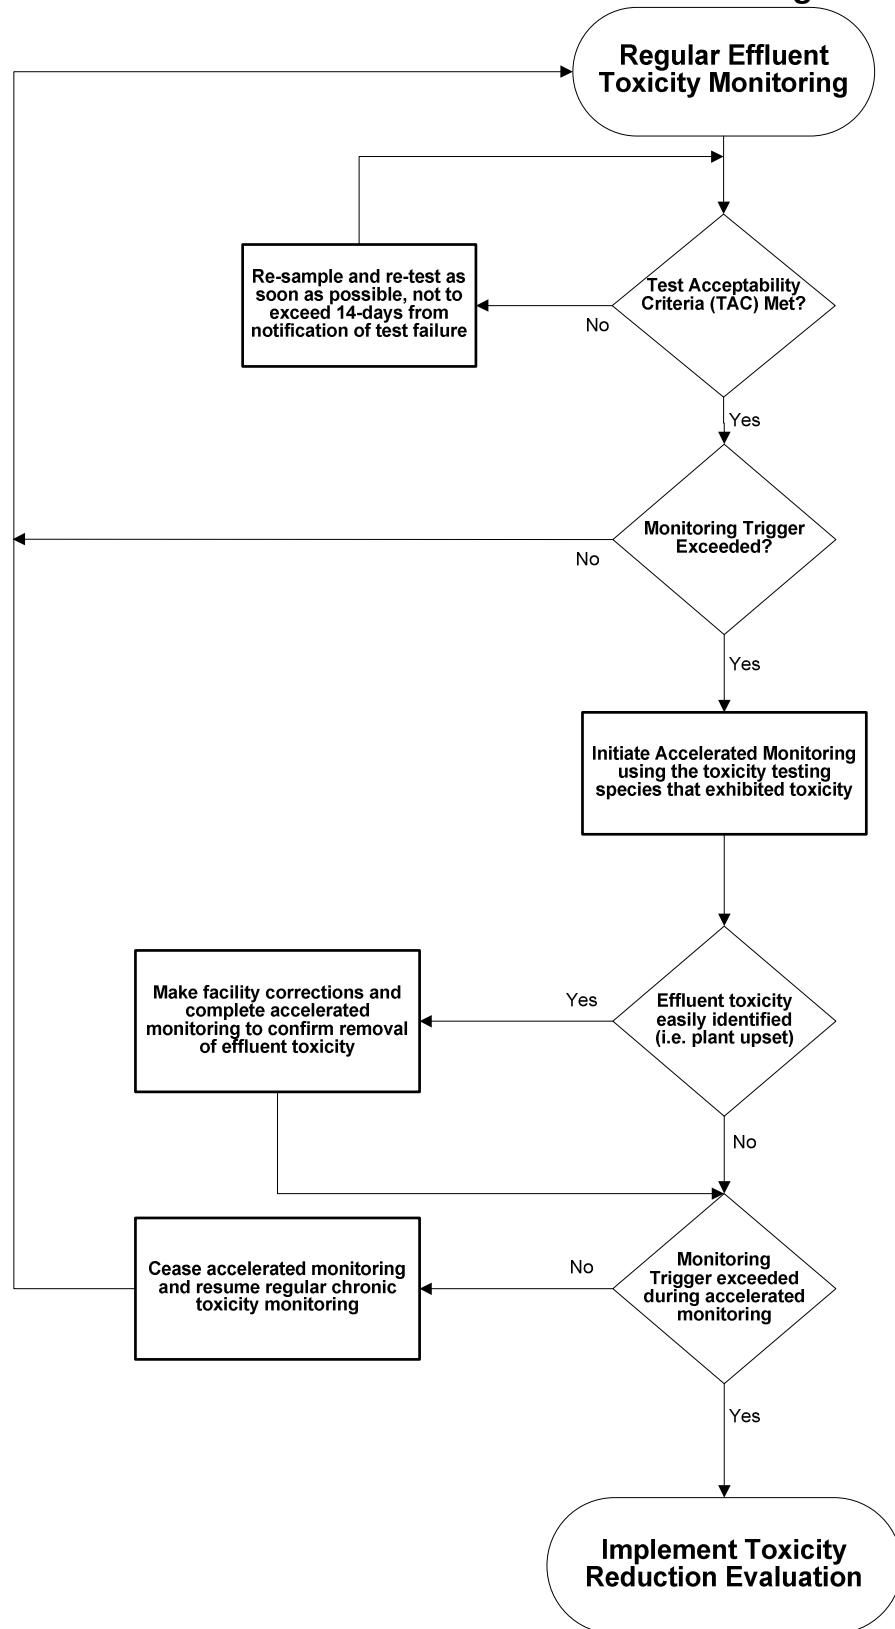 Regular Effluent
Toxicity Monitoring
Test Acceptability
Criteria (TAC) Met?
No
Re-sample and re-test as
soon as possible, not to
exceed 14-days from
notification of test failure
Yes
Monitoring Trigger
Exceeded?
No
Yes
Initiate Accelerated Monitoring
using the toxicity testing
species that exhibited toxicity
Effluent toxicity
easily identified
(i.e. plant upset)
Yes
Make facility corrections and
complete accelerated
monitoring to confirm removal
of effluent toxicity
No
Monitoring
Trigger exceeded
during accelerated
monitoring
No
Cease accelerated monitoring
and resume regular chronic
toxicity monitoring
Yes
Implement Toxicity
Reduction Evaluation